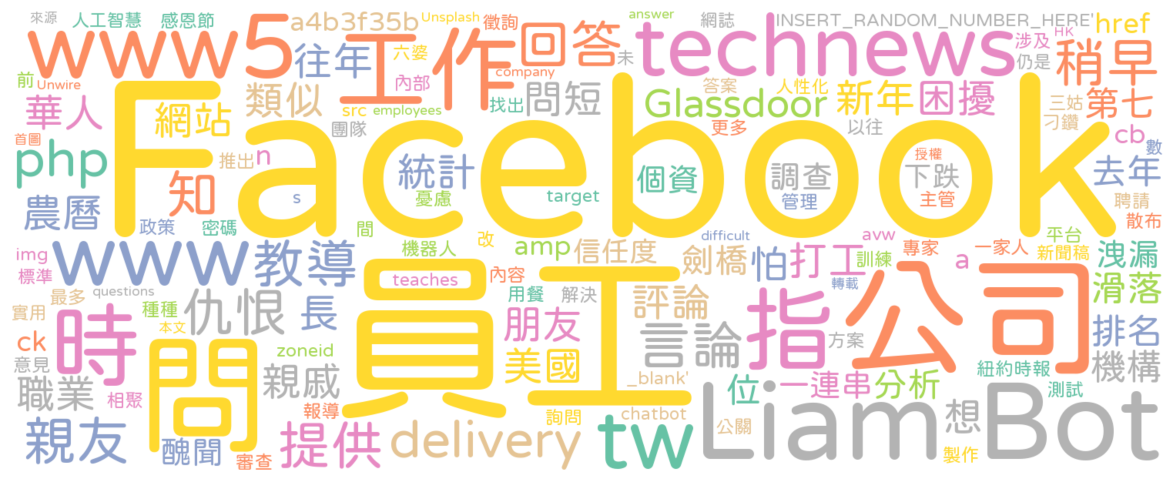 來源
人工智慧
感恩節
a4b3f35b
Unsplash
徵詢
answer
網誌
'INSERT_RANDOM_NUMBER_HERE'
href
www
5
往年
六婆
工作
回答
technews
未
涉及
HK
仍是
稍早
前
Unwire
類似
內部
company
問短
答案
人性化
華人
網站
src
employees
找出
Glassdoor
新年
困擾
三姑
第七
刁鑽
首圖
Facebook
團隊
更多
以往
cb
數
php
推出
n
知
統計
個資
調查
授權
下跌
去年
農曆
s
憂慮
target
管理
主管
聘請
散布
政策
密碼
間
difficult
平台
www
教導
機器人
改
amp
信任度
劍橋
怕
打工
avw
專家
一家人
新聞稿
洩漏
img
標準
teaches
內容
訓練
a
轉載
滑落
questions
最多
實用
種種
本文
仇恨
長
員工
用餐
解決
評論
指
公司
時
問
朋友
言論
方案
排名
ck
意見
zoneid
親戚
美國
_blank'
位
一連串
分析
紐約時報
測試
機構
職業
相聚
報導
詢問
chatbot
公關
LiamBot
想
親友
醜聞
審查
提供
delivery
tw
製作